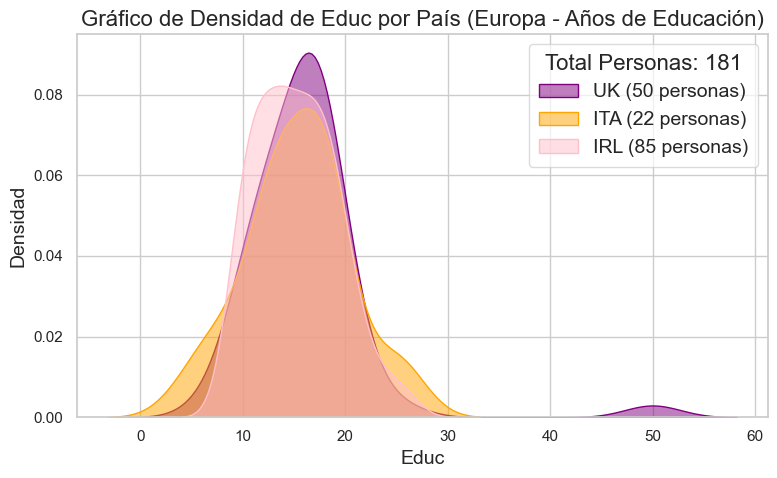 Gráfico de Densidad de Educ por País (Europa - Años de Educación)
Total Personas: 181
UK (50 personas)
ITA (22 personas)
IRL (85 personas)
Densidad
0.08
0.06
0.04
0.02
0.00
0 10 20 30 40 50 60
Educ